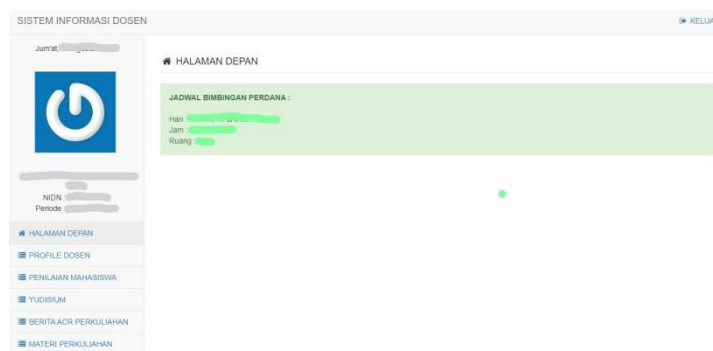 SISTEM INFORMASI DOSEN
KELUA
Jum'at,
HALAMAN DEPAN
JADWAL BIMBINGAN PERDANA :
Hari :
Jam :
Ruang
NIDN :
Periode :
HALAMAN DEPAN
PROFILE DOSEN
PENILAIAN MAHASISWA
YUDISIUM
BERITA ACR PERKULIAHAN
MATERI PERKULIAHAN